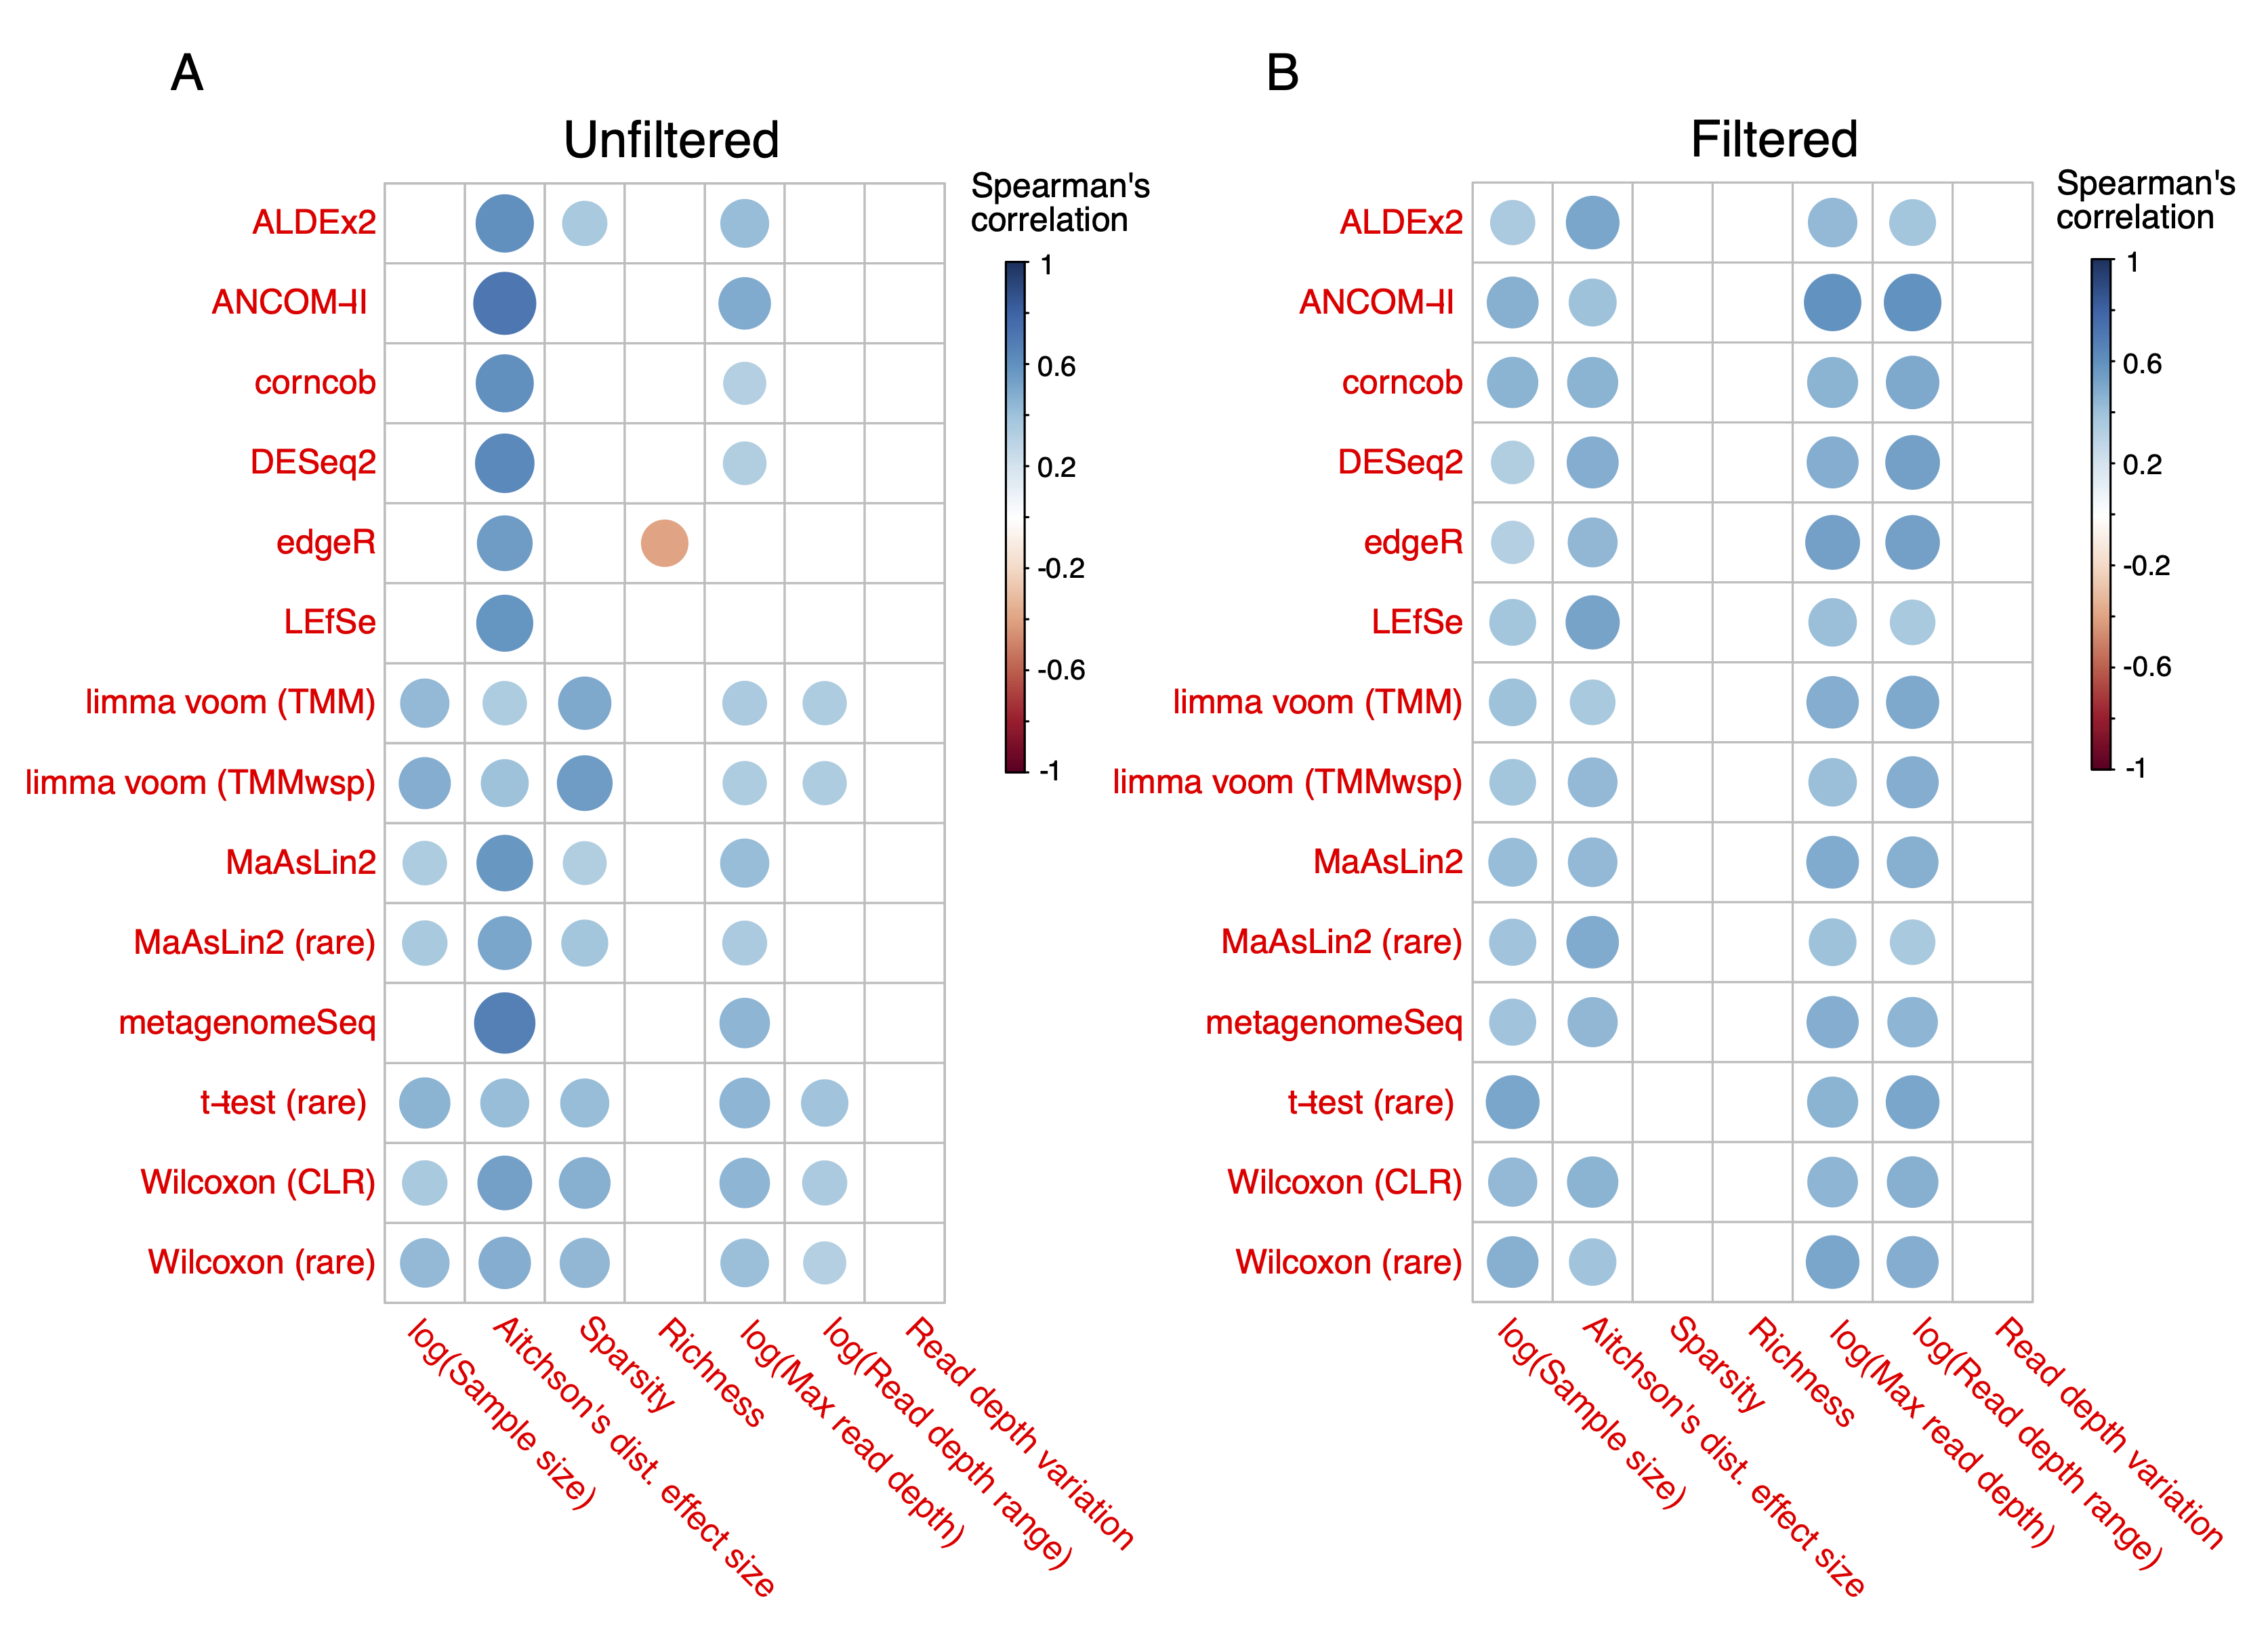 A
Unfiltered
Spearman's
correlation
1
0.6
0.2
-0.2
-0.6
-1
ALDEx2
ANCOM-II
corncob
DESeq2
edgeR
LEfSe
limma voom (TMM)
limma voom (TMMwsp)
MaAsLin2
MaAsLin2 (rare)
metagenomeSeq
t-test (rare)
Wilcoxon (CLR)
Wilcoxon (rare)
log(Sample size)
Aitchson's dist. effect size
Sparsity
Richness
log(Max read depth)
log(Read depth range)
Read depth variation
B
Filtered
Spearman's
correlation
1
0.6
0.2
-0.2
-0.6
-1
ALDEx2
ANCOM-II
corncob
DESeq2
edgeR
LEfSe
limma voom (TMM)
limma voom (TMMwsp)
MaAsLin2
MaAsLin2 (rare)
metagenomeSeq
t-test (rare)
Wilcoxon (CLR)
Wilcoxon (rare)
log(Sample size)
Aitchson's dist. effect size
Sparsity
Richness
log(Max read depth)
log(Read depth range)
Read depth variation